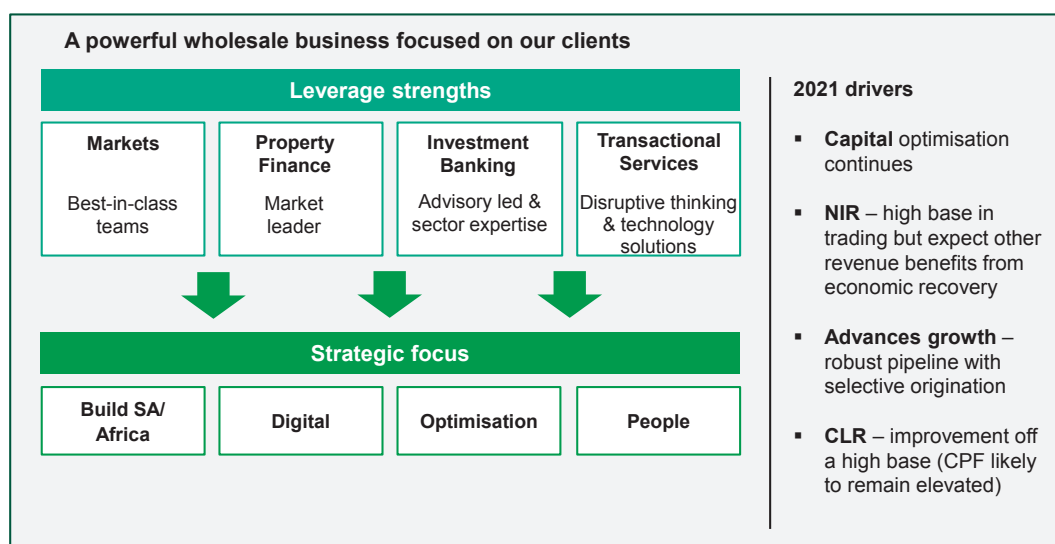 A powerful wholesale business focused on our clients
Leverage strengths
Markets
Best-in-class
teams
Property
Finance
Market
leader
Investment
Banking
Advisory led &
sector expertise
Transactional
Services
Disruptive thinking
& technology
solutions
Strategic focus
Build SA/
Africa
Digital
Optimisation
People
2021 drivers
▪ Capital optimisation
continues
▪ NIR – high base in
trading but expect other
revenue benefits from
economic recovery
▪ Advances growth –
robust pipeline with
selective origination
▪ CLR – improvement off
a high base (CPF likely
to remain elevated)